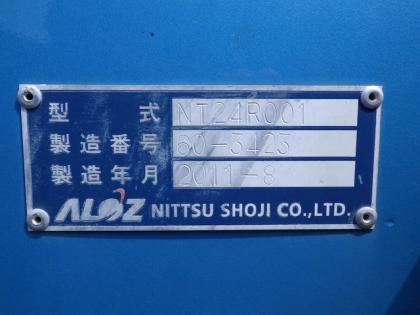 型 式 NT24R001
製造番号 60-3423
製造年月 2011-8
ALOZ NITTSU SHOJI CO.,LTD.